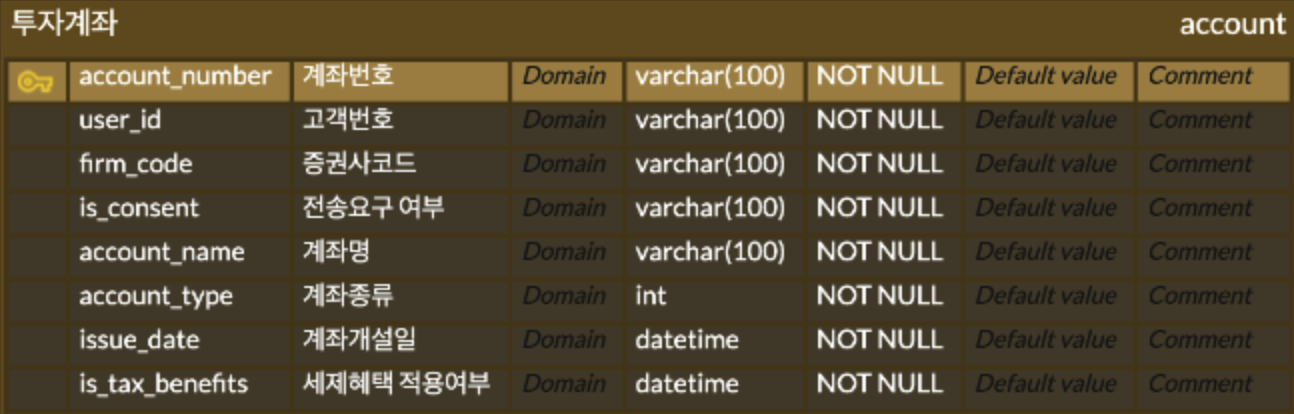 투자계좌 account
account_number 계좌번호 Domain varchar(100) NOT NULL Default value Comment
user_id 고객번호 Domain varchar(100) NOT NULL Default value Comment
firm_code 증권사코드 Domain varchar(100) NOT NULL Default value Comment
is_consent 전송요구 여부 Domain varchar(100) NOT NULL Default value Comment
account_name 계좌명 Domain varchar(100) NOT NULL Default value Comment
account_type 계좌종류 Domain int NOT NULL Default value Comment
issue_date 계좌개설일 Domain datetime NOT NULL Default value Comment
is_tax_benefits 세제혜택 적용여부 Domain datetime NOT NULL Default value Comment